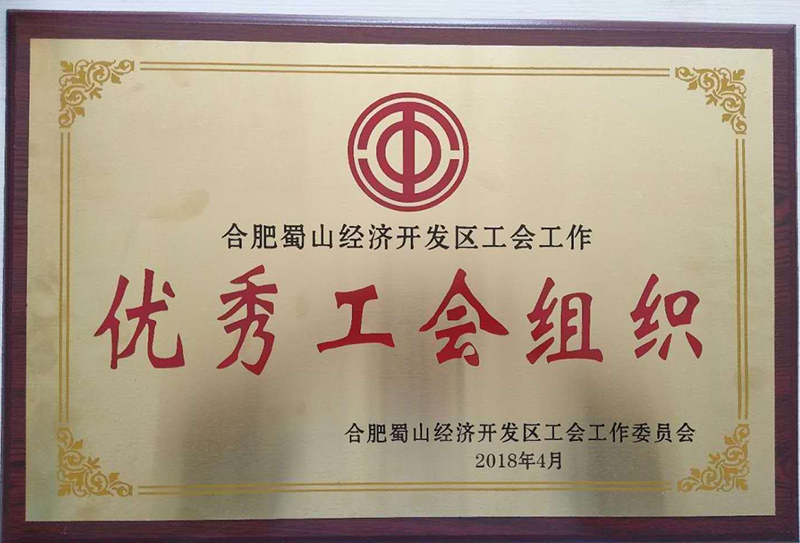 合肥蜀山经济开发区工会工作
优秀工会组织
合肥蜀山经济开发区工会工作委员会
2018年4月